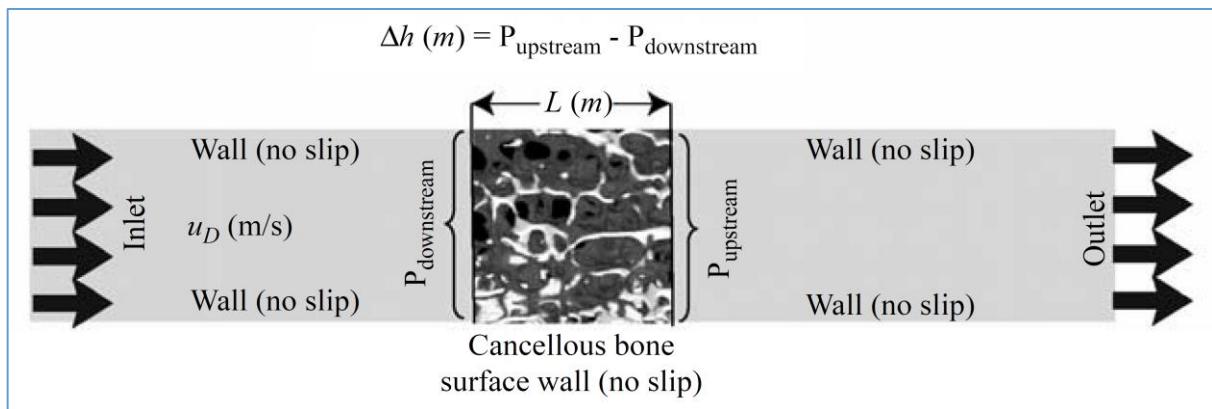 Δh (m) = P_upstream - P_downstream
L (m)
Wall (no slip)
Wall (no slip)
Inlet
u_D (m/s)
P_downstream
P_upstream
Outlet
Wall (no slip)
Wall (no slip)
Cancellous bone
surface wall (no slip)